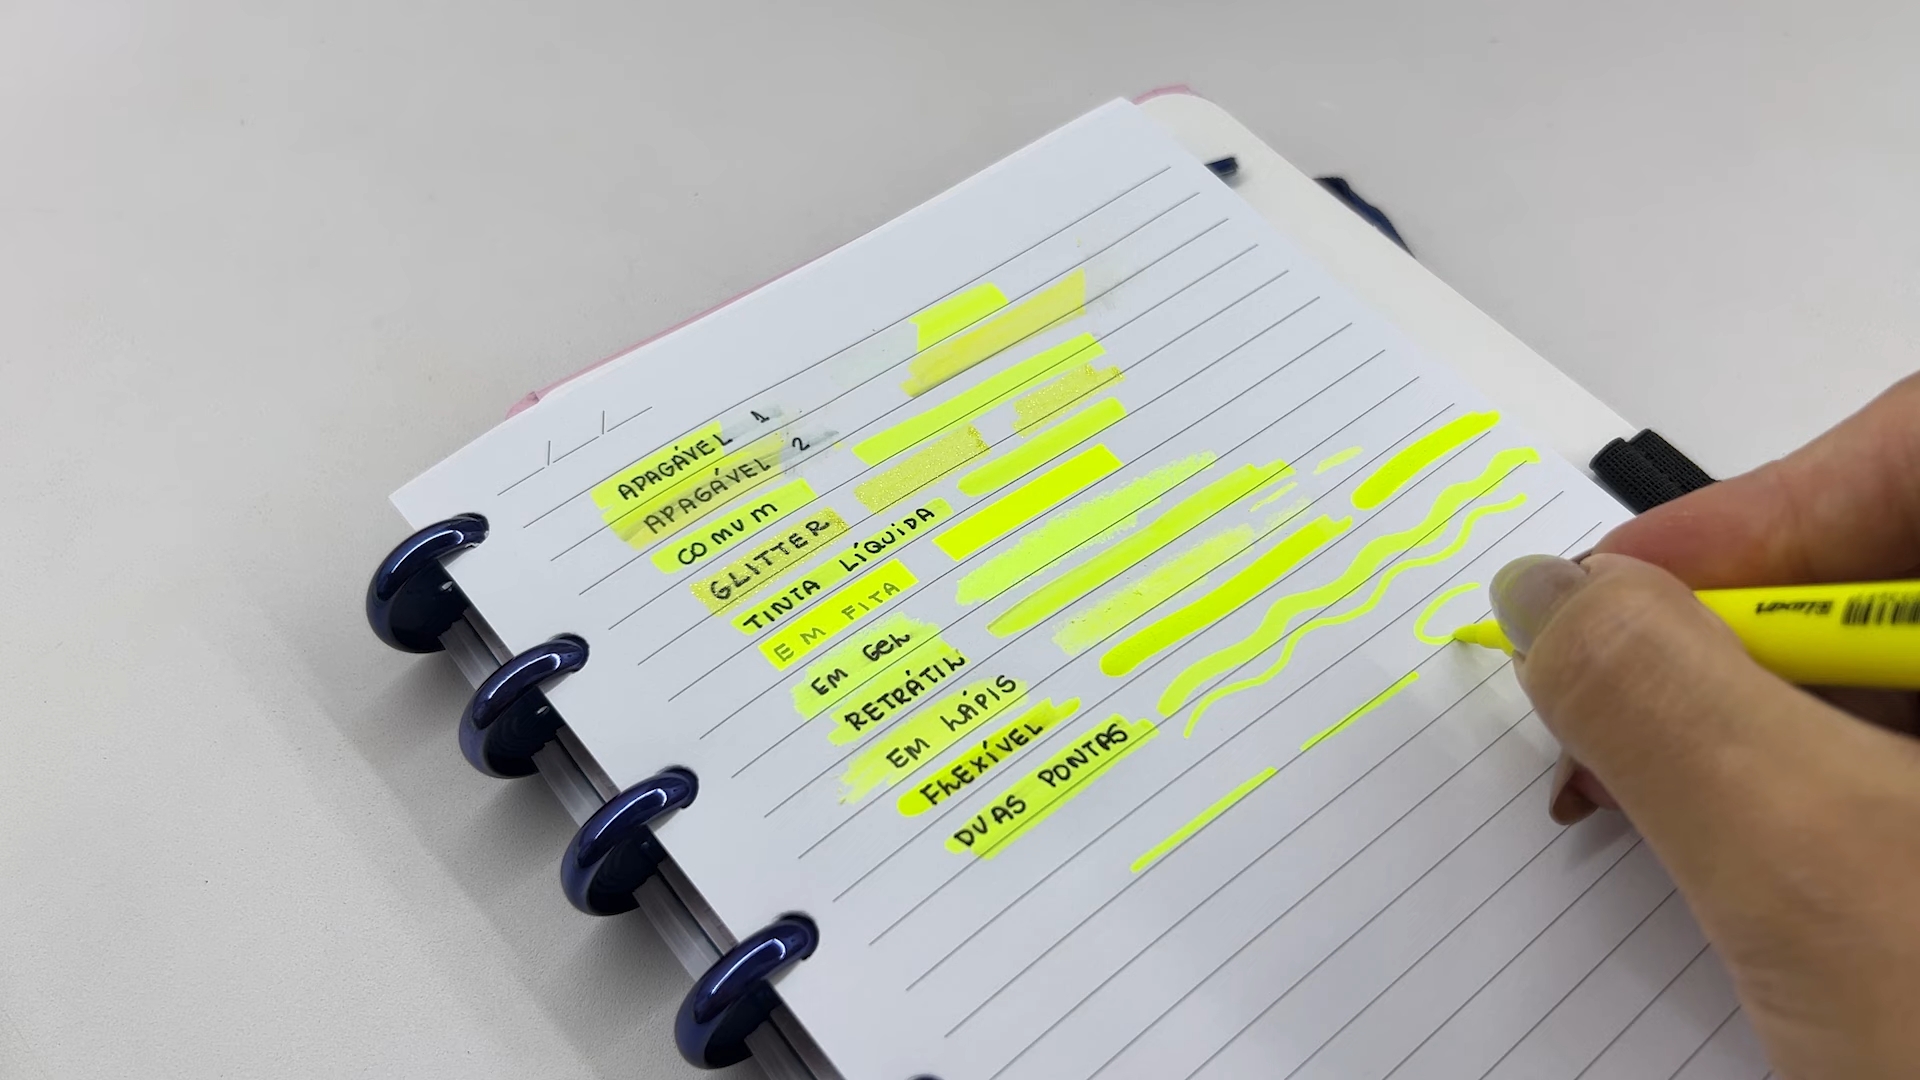 APAGÁVEL 1
APAGÁVEL 2
COMUM
GLITTER
TINTA LÍQUIDA
EM FITA
EM GEL
RETRÁTIL
EM LÁPIS
FLEXÍVEL
DUAS PONTAS